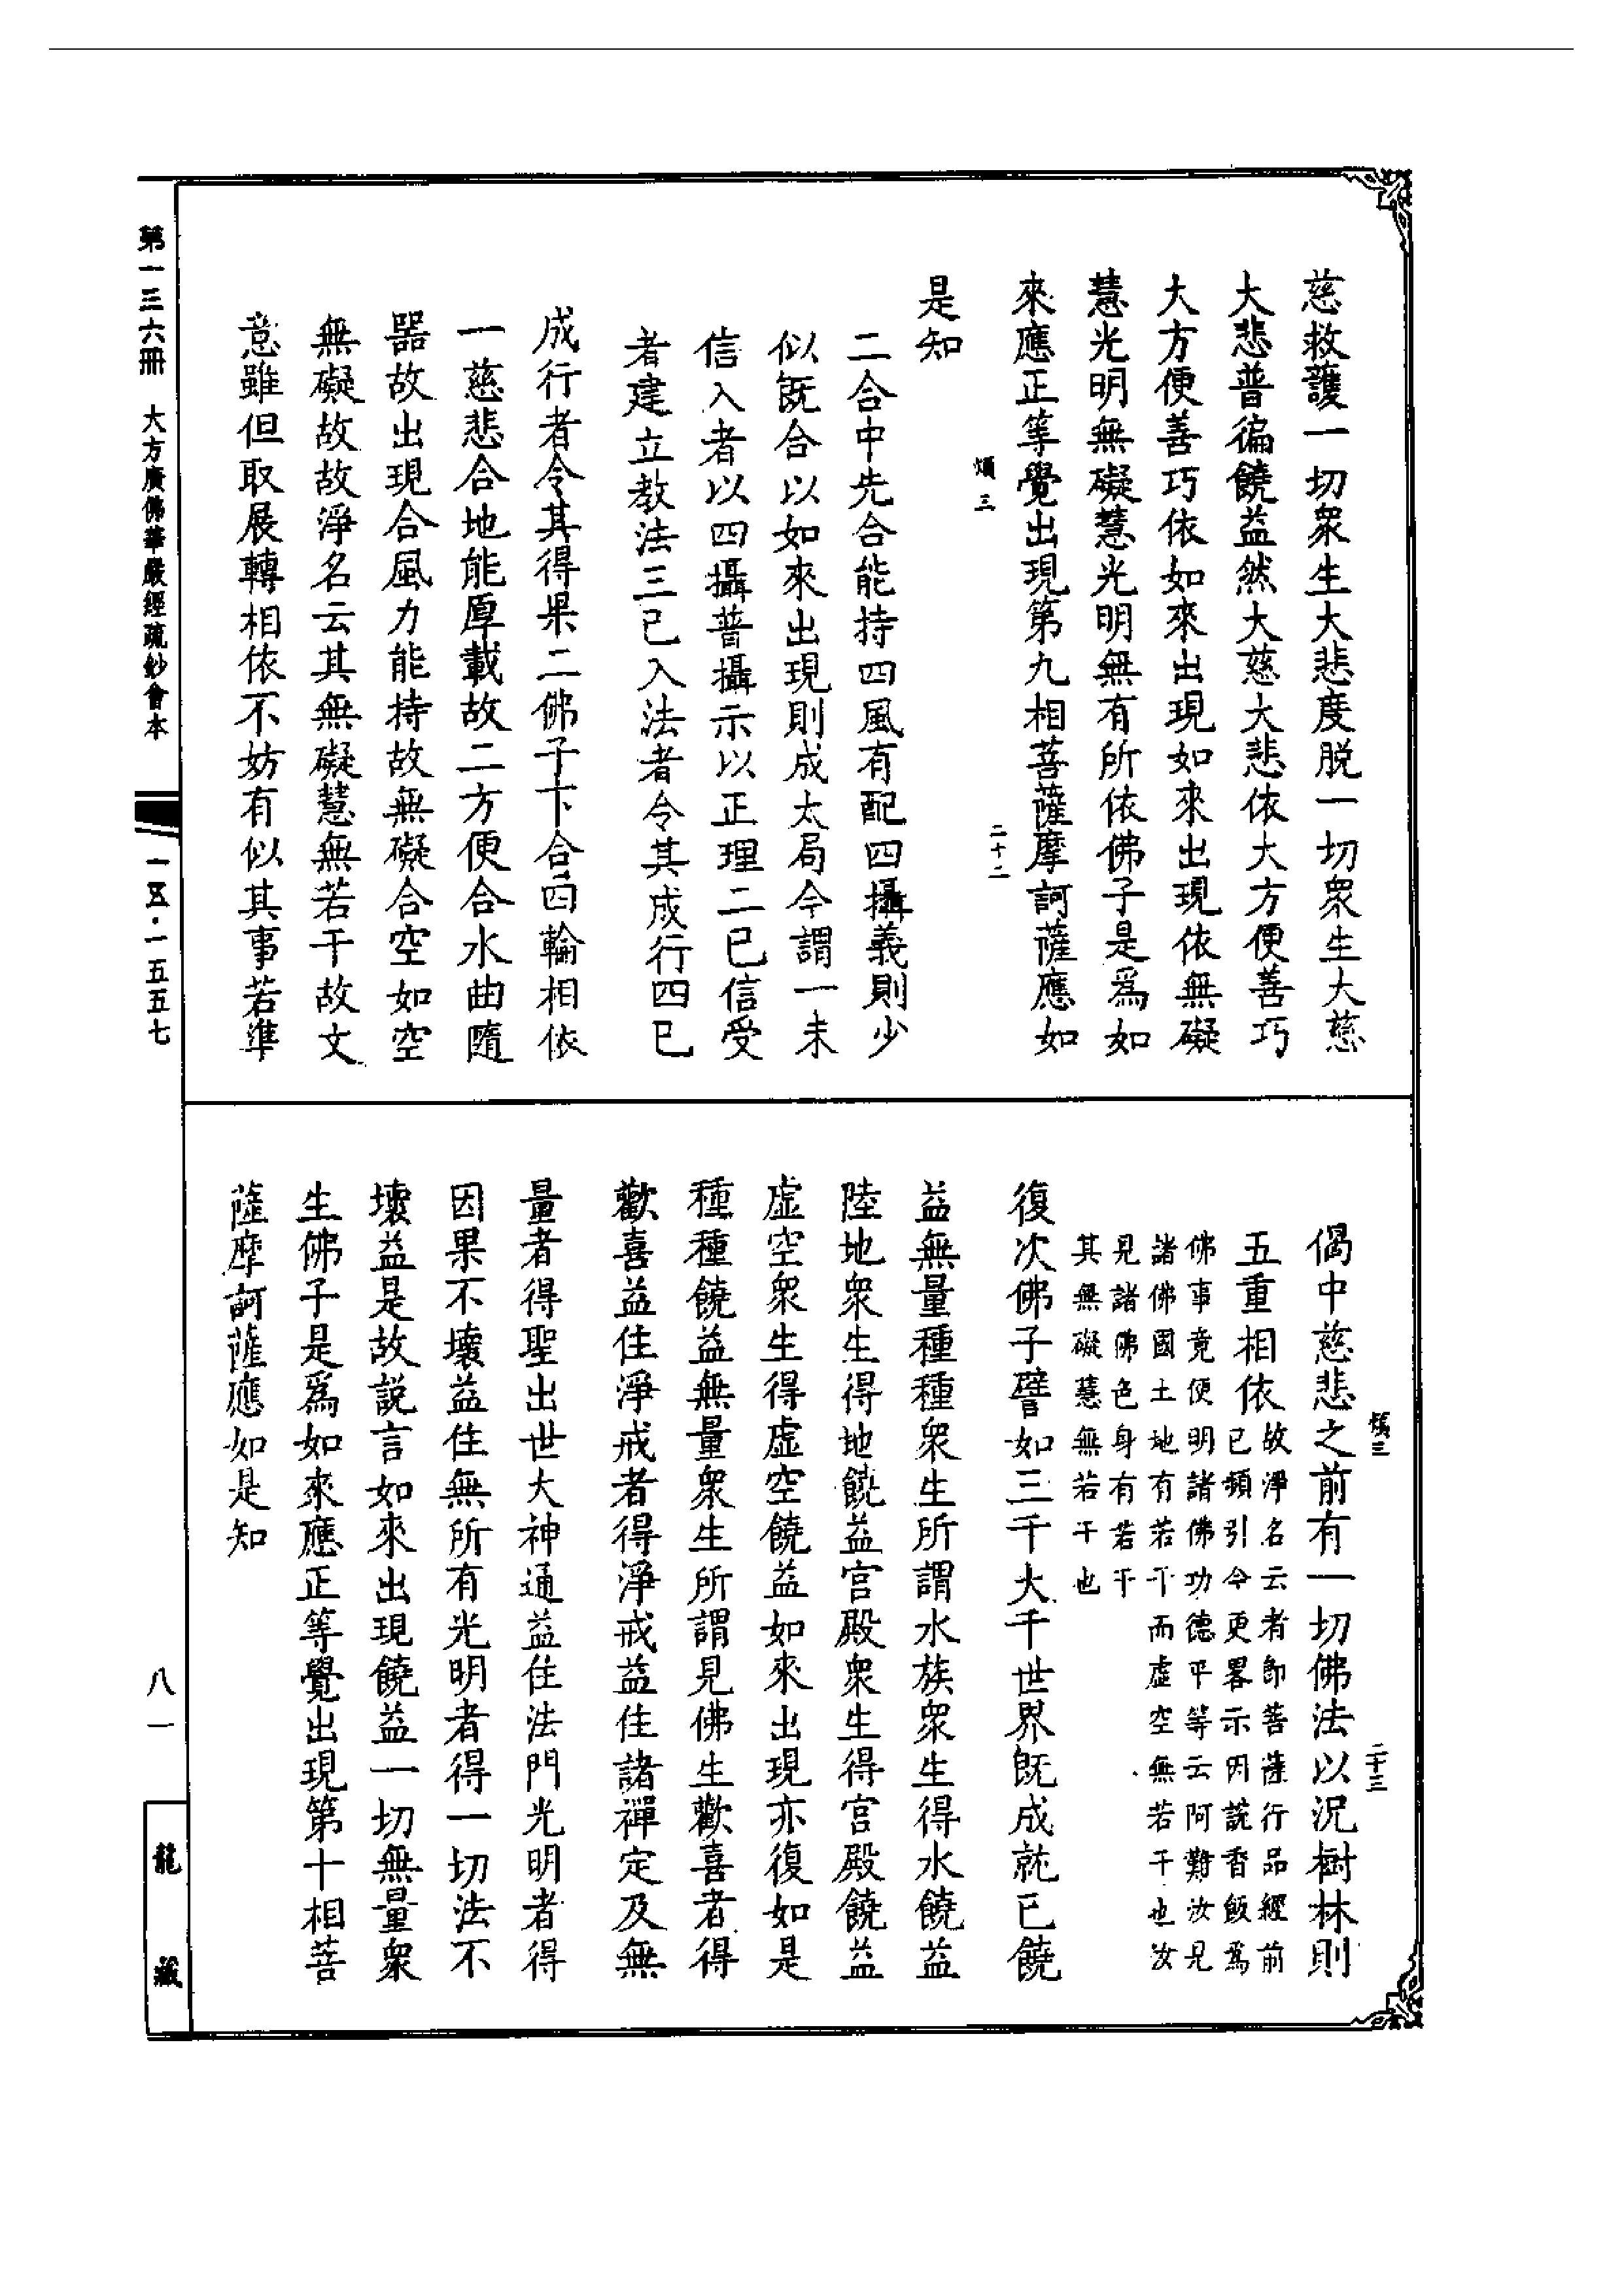 慈救護一切衆生大悲度脱一切衆生大慈
大悲普徧饒益然大慈大悲依大方便善巧
大方便善巧依如來出現如來出現依無礙
慧光明無礙慧光明無有所依佛子是爲如
來應正等覺出現第九相菩薩摩訶薩應如
三
二十二
是知
二合中先合能持四風有配四攝義則少
似既合以如來出現則成太局今謂一未
信入者以四攝普攝示以正理二已信受
者建立教法三已入法者令其成行四已
成行者令其得果二佛子下合四輪相依
一慈悲合地能厚載故二方便合水曲隨
器故出現合風力能持故無礙合空如空
無礙故故淨名云其無礙慧無若干故文
意雖但取展轉相依不妨有似其事若準
三
二十三
偈中慈悲之前有一切佛法以況樹林則
五重相依
故淨名云者即菩薩行品經前
已頻引今更畧示因説香飯爲
佛事竟便明諸佛功德平等云阿難汝見
諸佛國土地有若干而虛空無若干也汝
見諸佛色身有若干
其無礙慧無若干也
復次佛子譬如三千大千世界既成就已饒
益無量種種衆生所謂水族衆生得水饒益
陸地衆生得地饒益宫殿衆生得宫殿饒益
虛空衆生得虛空饒益如來出現亦復如是
種種饒益無量衆生所謂見佛生歡喜者得
歡喜益住淨戒者得淨戒益住諸禪定及無
量者得聖出世大神通益住法門光明者得
因果不壞益住無所有光明者得一切法不
壞益是故説言如來出現饒益一切無量衆
生佛子是爲如來應正等覺出現第十相菩
薩摩訶薩應如是知
第一三六冊　大方廣佛華嚴經疏鈔會本
一五・一五五七
八一
龍藏